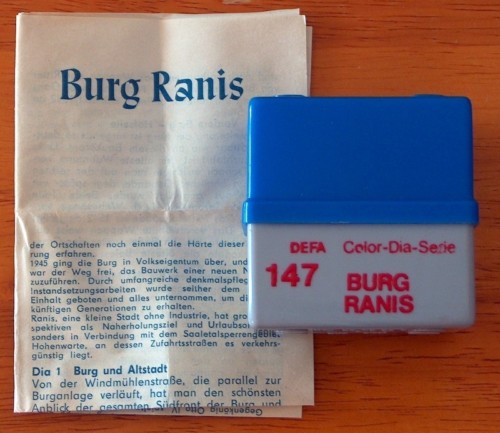 Burg Ranis
der Ortschaften noch einmal die Härte dieser
rung erfahren.
1945 ging die Burg in Volkseigentum über, und
war der Weg frei, das Bauwerk einer neuen N
zuzuführen. Durch umfangreiche denkmalspfleg
Instandsetzungsarbeiten wurde seither dem
Einhalt geboten und alles unternommen, um di
künftigen Generationen zu erhalten.
Ranis, eine kleine Stadt ohne Industrie, hat gro
spektiven als Naherholungsziel und Urlaubsor
sonders in Verbindung mit dem Saaletalsperrengebie
Hohenwarte, an dessen Zufahrtsstraßen es verkehrs-
günstig liegt.
Dia 1 Burg und Altstadt
Von der Windmühlenstraße, die parallel zur
Burganlage verläuft, hat man den schönsten
Anblick der gesamten Südfront der Burg und
Gegenkönig Otto IV
DEFA Color-Dia-Serie
147 BURG
RANIS